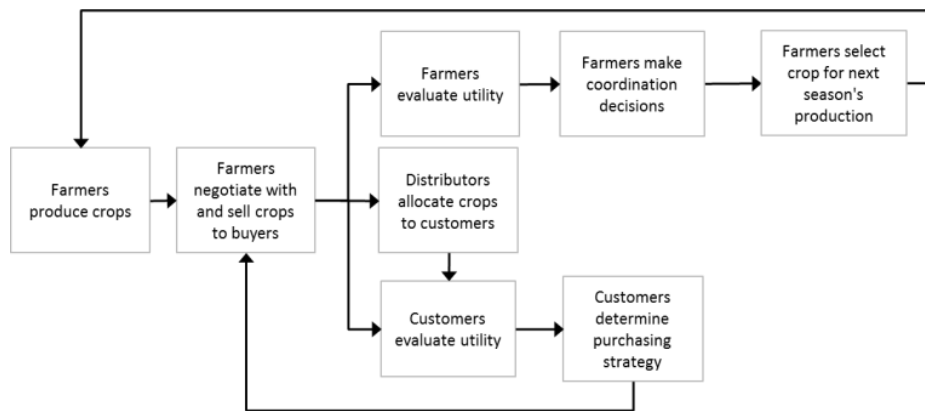 Farmers
evaluate utility
Farmers make
coordination
decisions
Farmers select
crop for next
season's
production
Farmers
produce crops
Farmers
negotiate with
and sell crops
to buyers
Distributors
allocate crops
to customers
Customers
evaluate utility
Customers
determine
purchasing
strategy